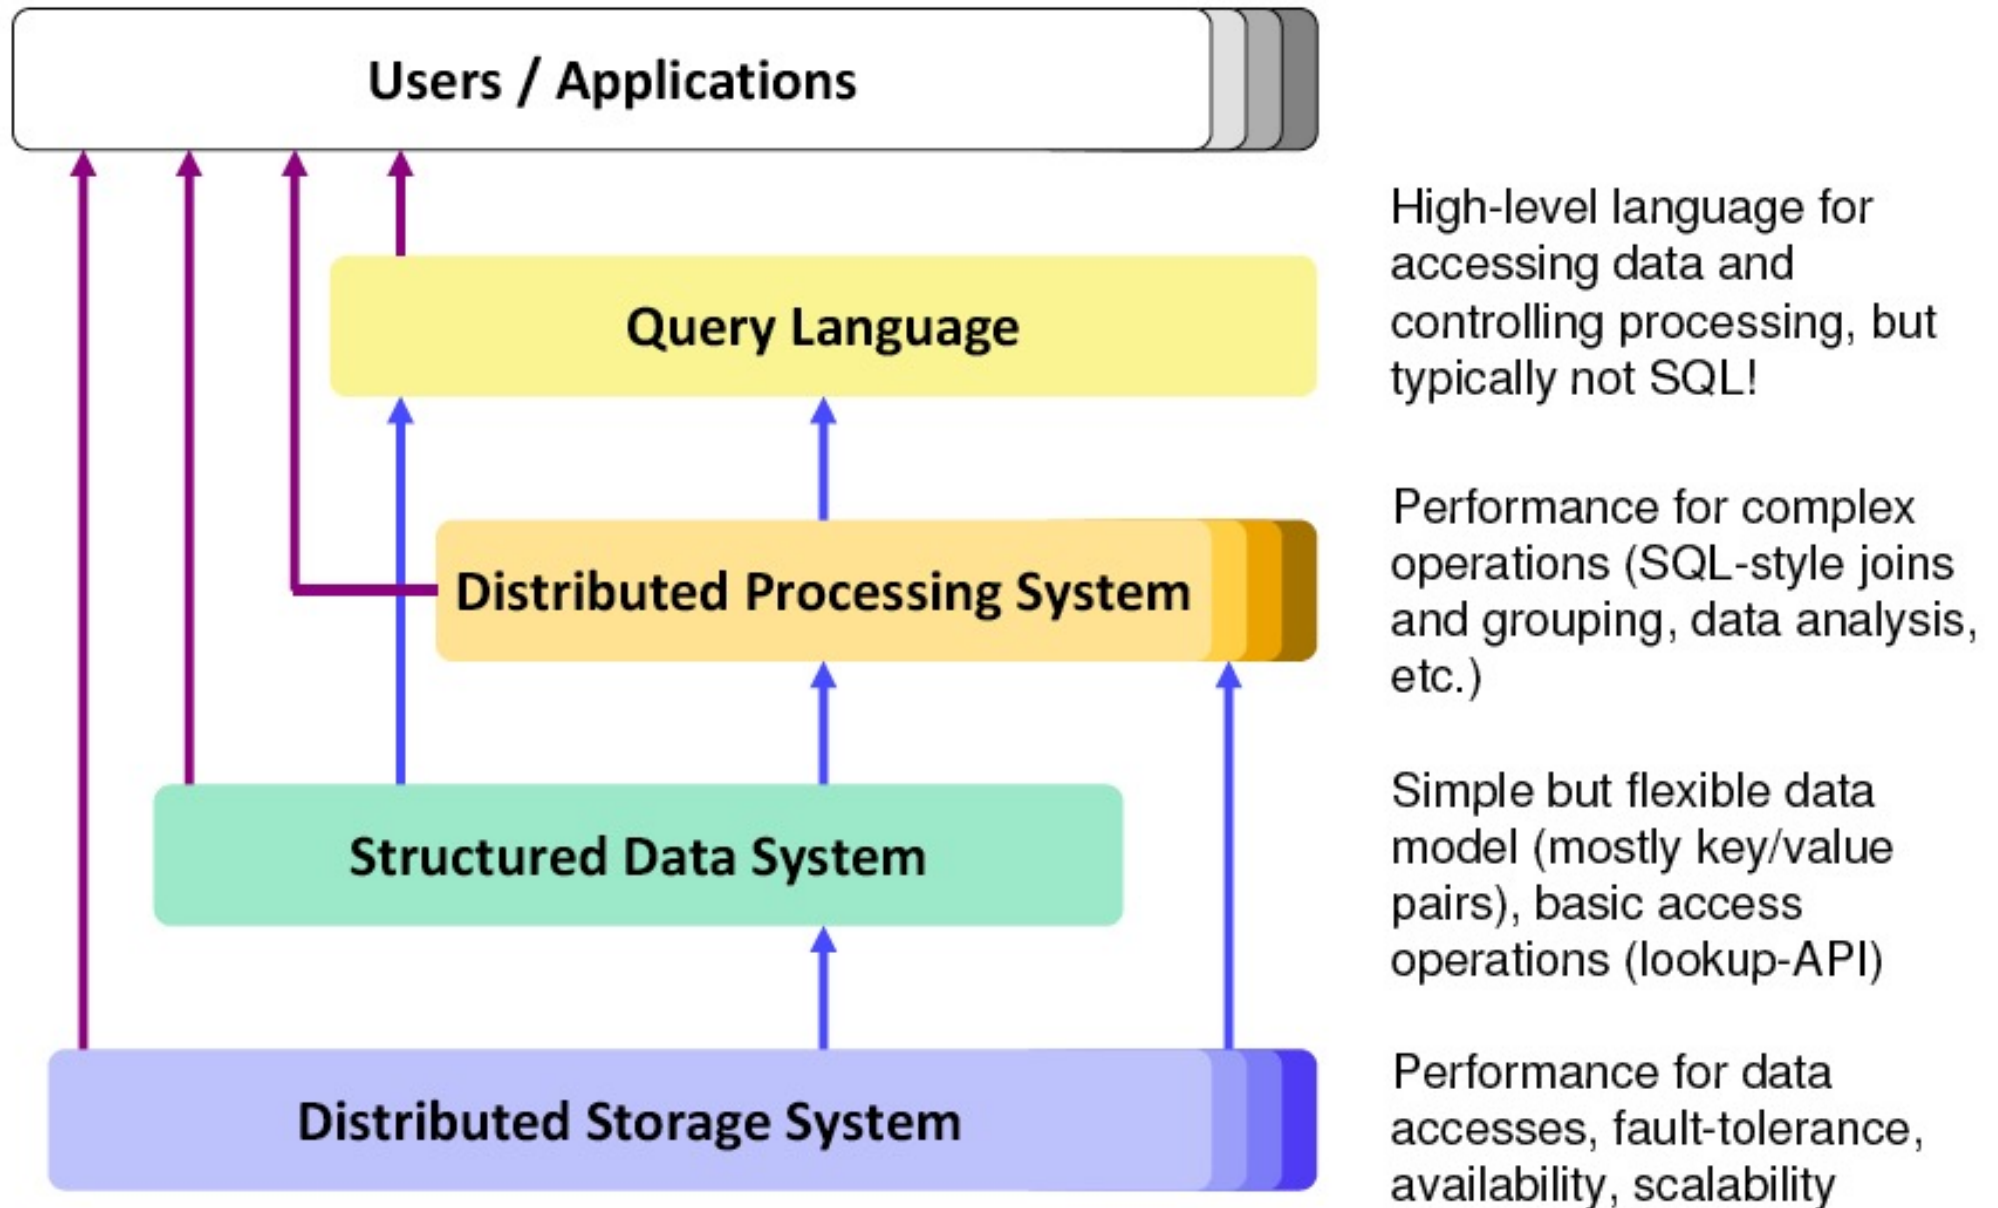 Users / Applications
High-level language for
accessing data and
controlling processing, but
typically not SQL!
Query Language
Performance for complex
operations (SQL-style joins
and grouping, data analysis,
etc.)
Distributed Processing System
Simple but flexible data
model (mostly key/value
pairs), basic access
operations (lookup-API)
Structured Data System
Performance for data
accesses, fault-tolerance,
availability, scalability
Distributed Storage System